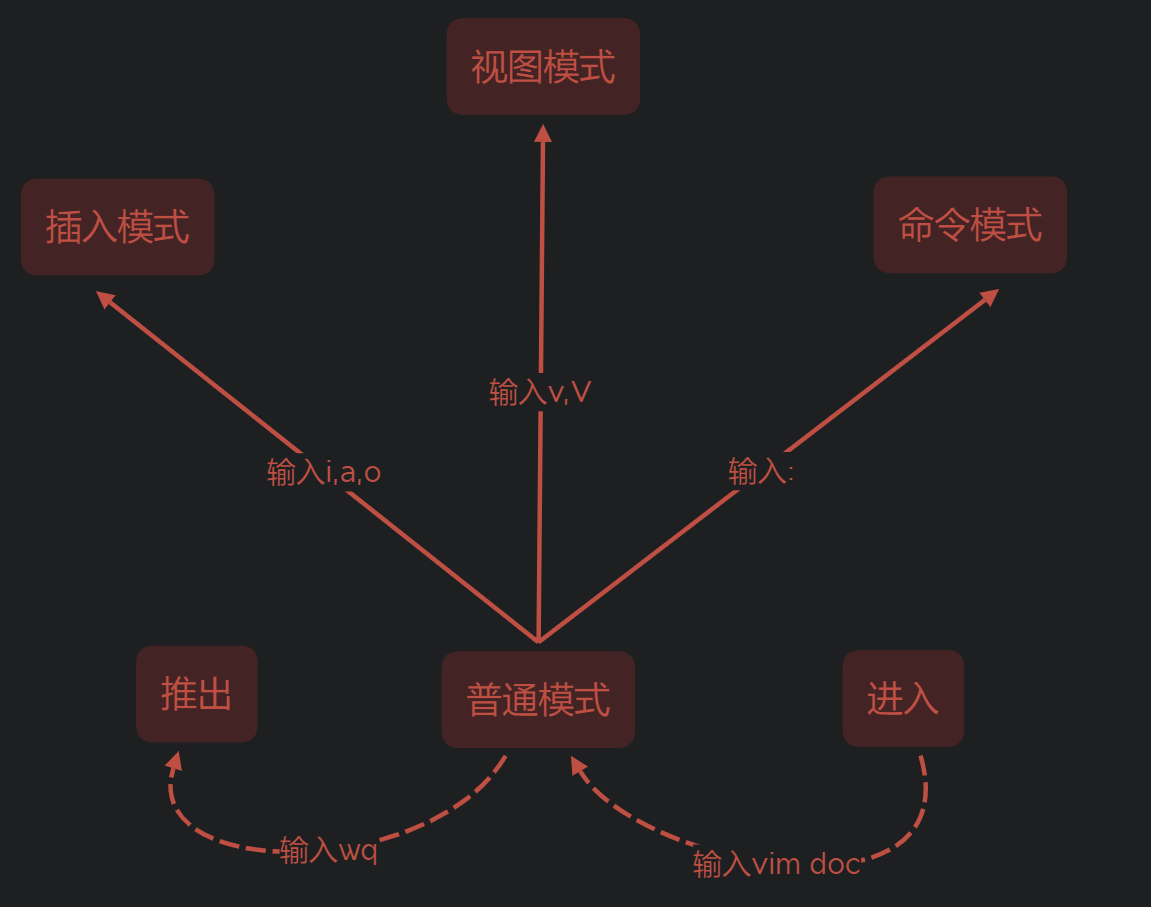 视图模式
插入模式
命令模式
输入v,V
输入i,a,o
输入:
推出
普通模式
进入
输入wq
输入vim doc